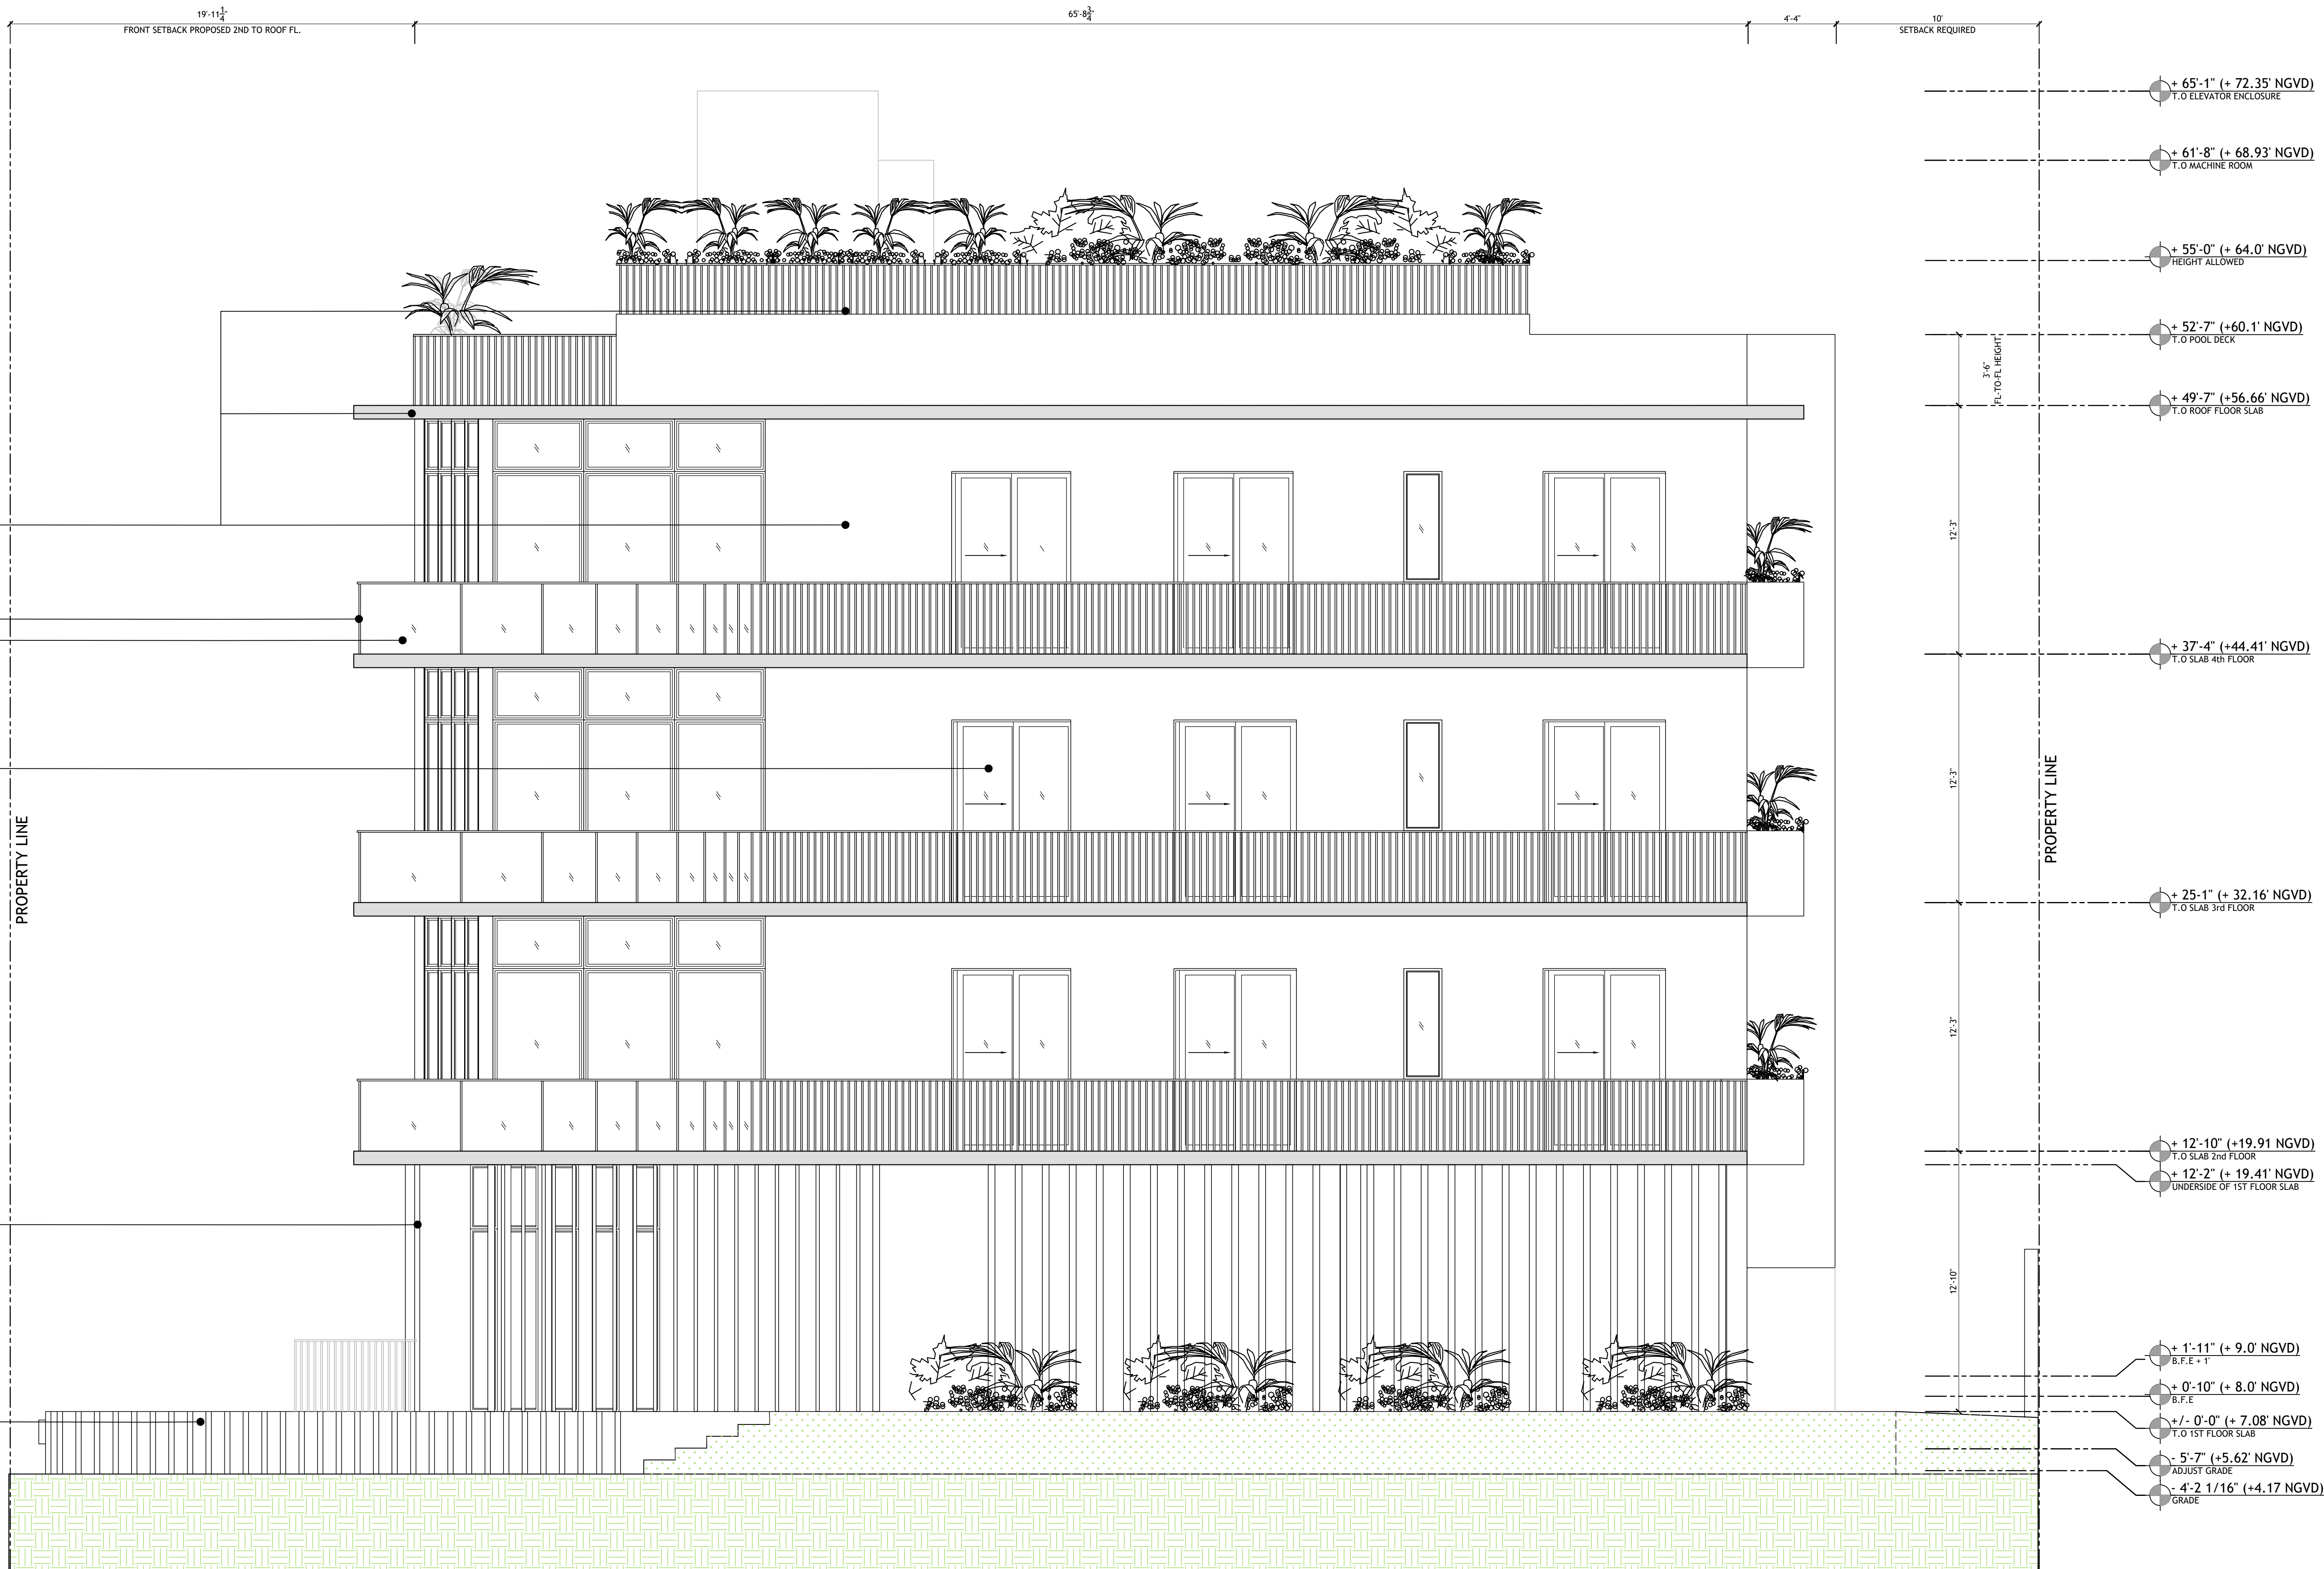 19'-11 1/4"
65'-8 3/4"
4'-4"
10'
FRONT SETBACK PROPOSED 2ND TO ROOF FL.
SETBACK REQUIRED
+ 65'-1" (+ 72.35' NGVD)
T.O ELEVATOR ENCLOSURE
+ 61'-8" (+ 68.93' NGVD)
T.O MACHINE ROOM
+ 55'-0" (+ 64.0' NGVD)
HEIGHT ALLOWED
+ 52'-7" (+60.1' NGVD)
T.O POOL DECK
3'-6"
FL-TO-FL HEIGHT
+ 49'-7" (+56.66' NGVD)
T.O ROOF FLOOR SLAB
12'-3"
+ 37'-4" (+44.41' NGVD)
T.O SLAB 4th FLOOR
12'-3"
PROPERTY LINE
PROPERTY LINE
+ 25-1" (+ 32.16' NGVD)
T.O SLAB 3rd FLOOR
12'-3"
+ 12'-10" (+19.91 NGVD)
T.O SLAB 2nd FLOOR
+ 12'-2" (+ 19.41' NGVD)
UNDERSIDE OF 1ST FLOOR SLAB
12'-10"
+ 1'-11" (+ 9.0' NGVD)
B.F.E + 1'
+ 0'-10" (+ 8.0' NGVD)
B.F.E
+/- 0'-0" (+ 7.08' NGVD)
T.O 1ST FLOOR SLAB
- 5'-7" (+5.62' NGVD)
ADJUST GRADE
- 4'-2 1/16" (+4.17 NGVD)
GRADE